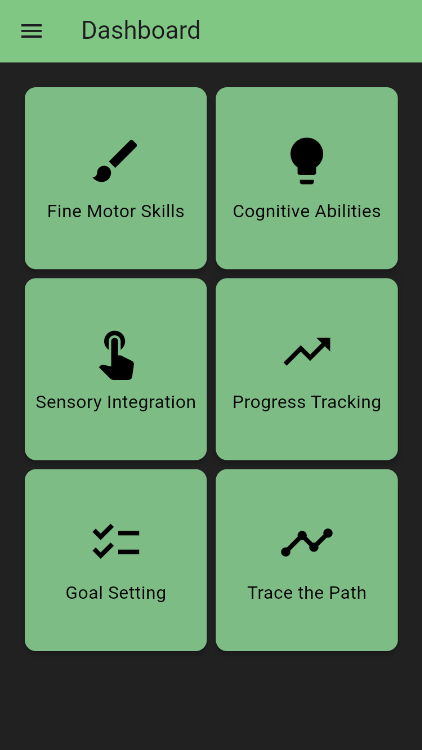 Dashboard
Fine Motor Skills
Cognitive Abilities
Sensory Integration
Progress Tracking
Goal Setting
Trace the Path